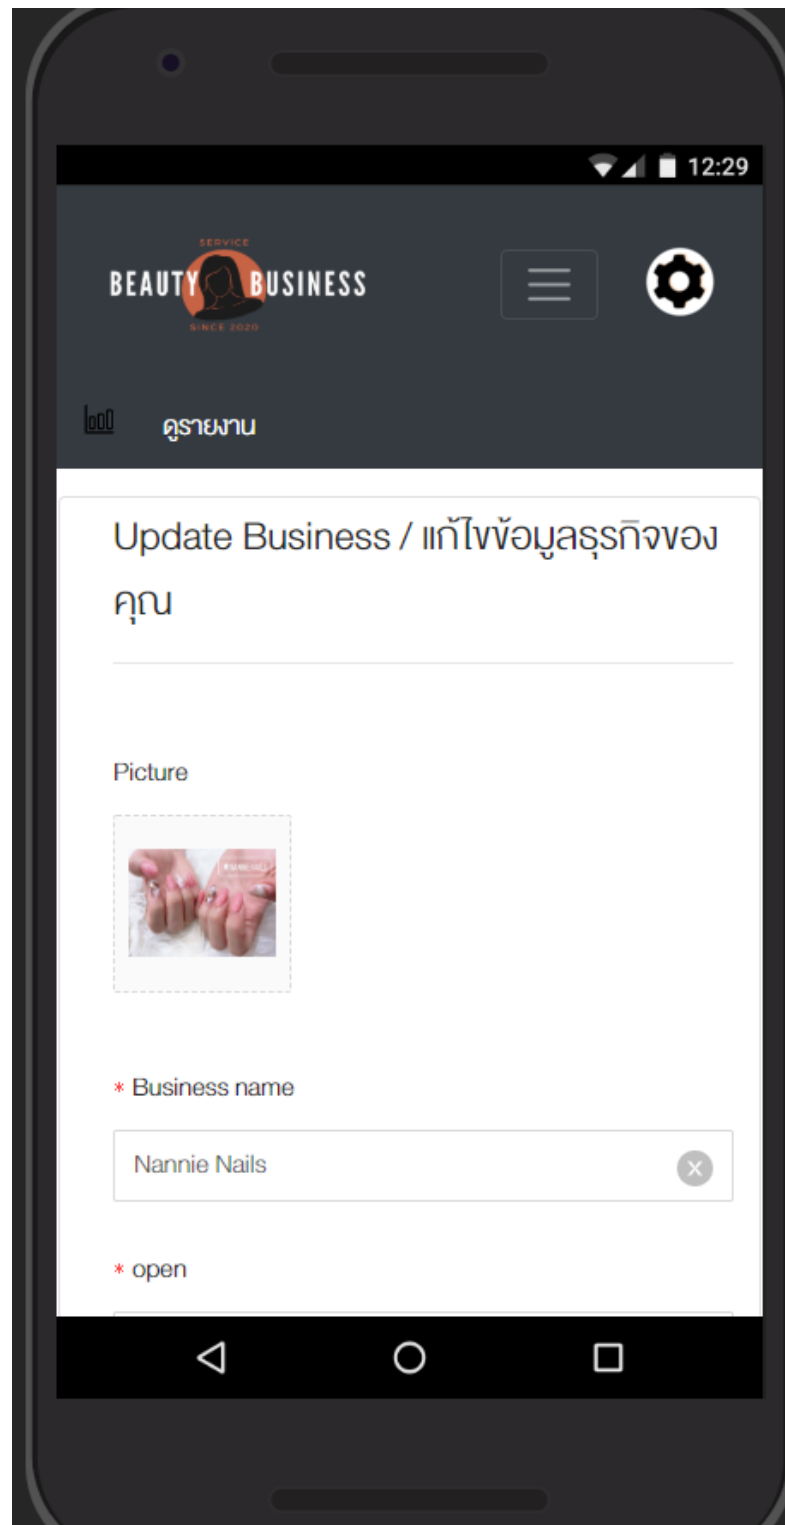 12:29
SERVICE
BEAUTY BUSINESS
SINCE 2020
ดูรายงาน
Update Business / แก้ไขข้อมูลธุรกิจของ
คุณ
Picture
* Business name
Nannie Nails
* open